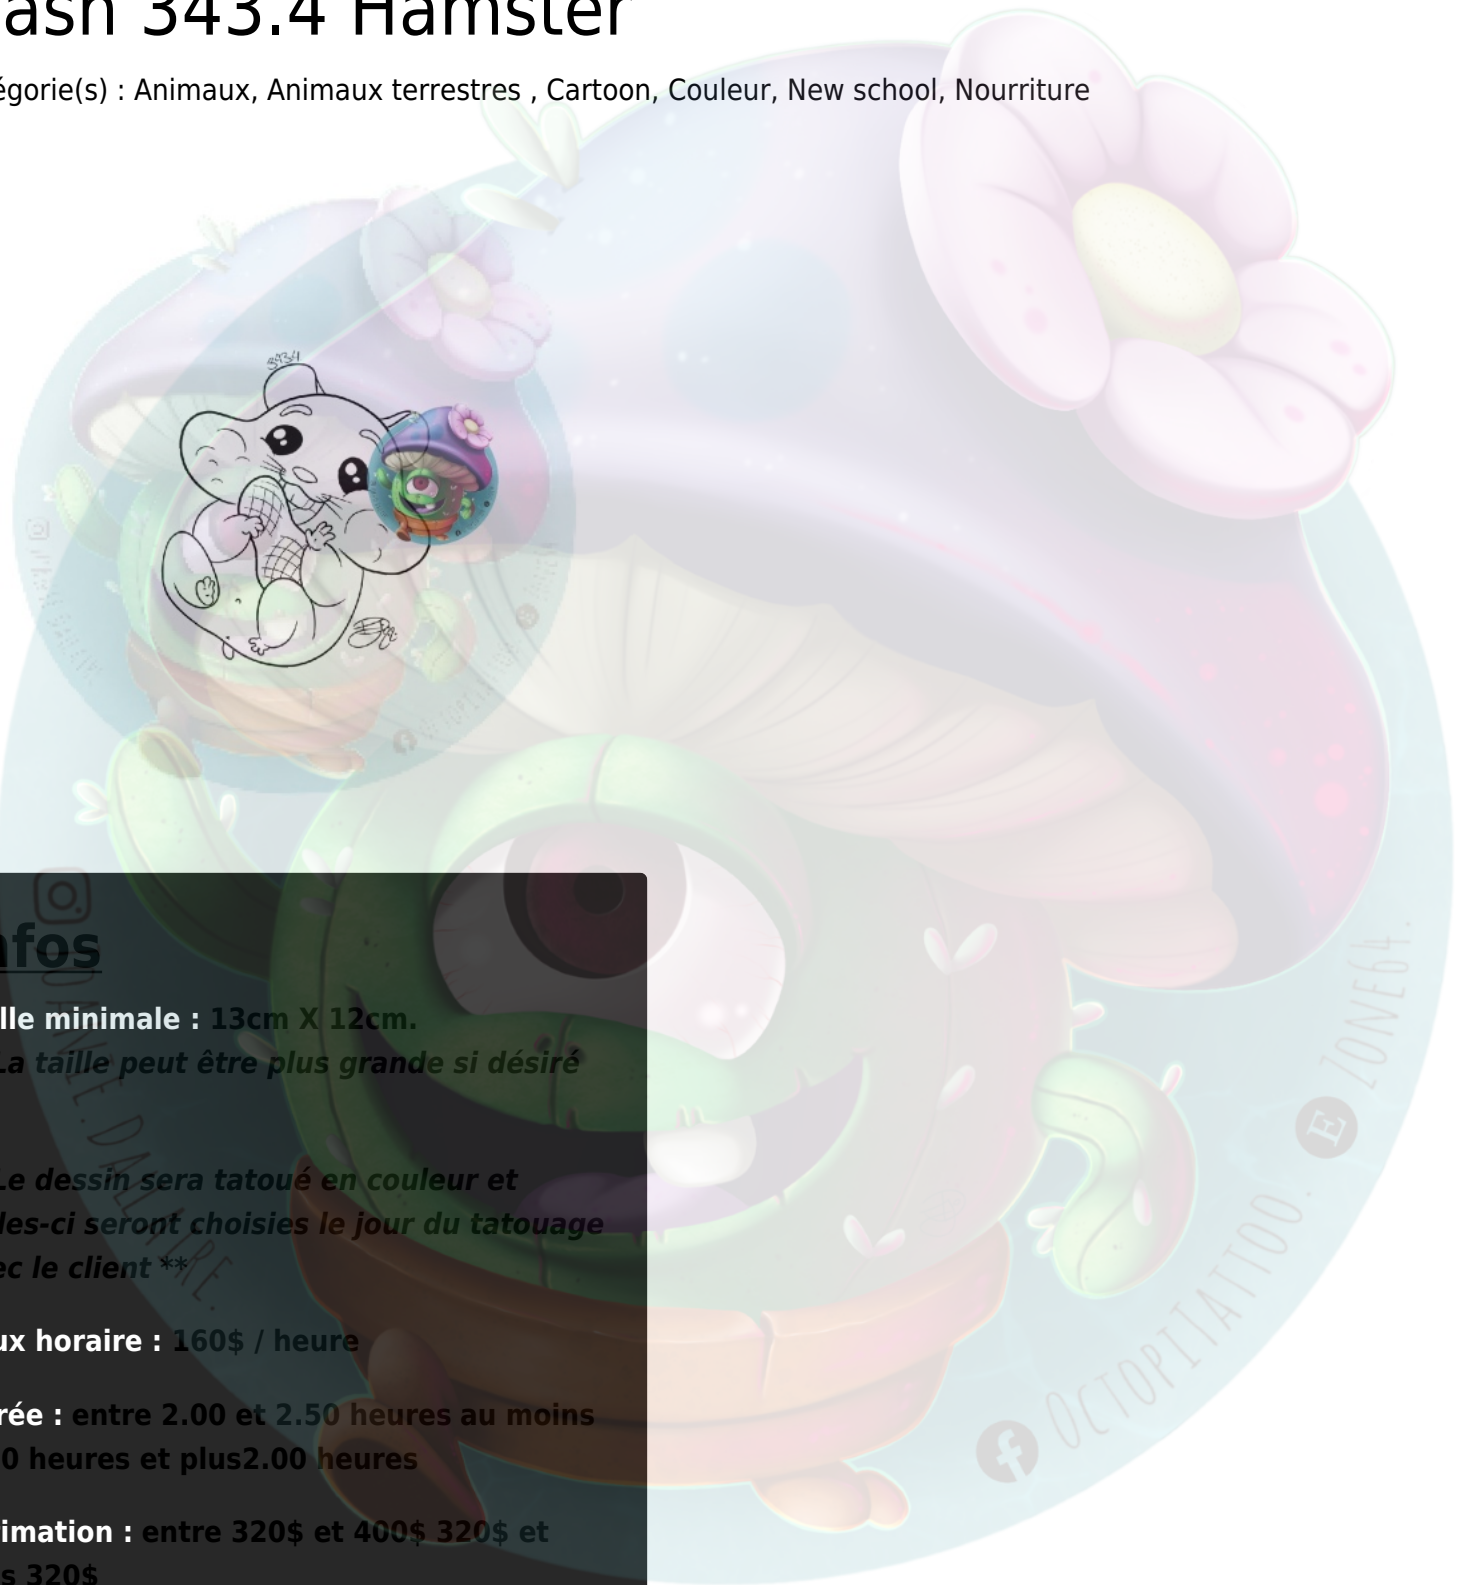 ash 343.4 Hamster
égorie(s) : Animaux, Animaux terrestres , Cartoon, Couleur, New school, Nourriture
343.4
nfos
lle minimale : 13cm X 12cm.
La taille peut être plus grande si désiré
Le dessin sera tatoué en couleur et
les-ci seront choisies le jour du tatouage
ec le client **
ux horaire : 160$ / heure
rée : entre 2.00 et 2.50 heures au moins
0 heures et plus2.00 heures
imation : entre 320$ et 400$ 320$ et
s 320$
DAVE.DALLAIRE.
OCTOPITATTOO.
ZONE64.